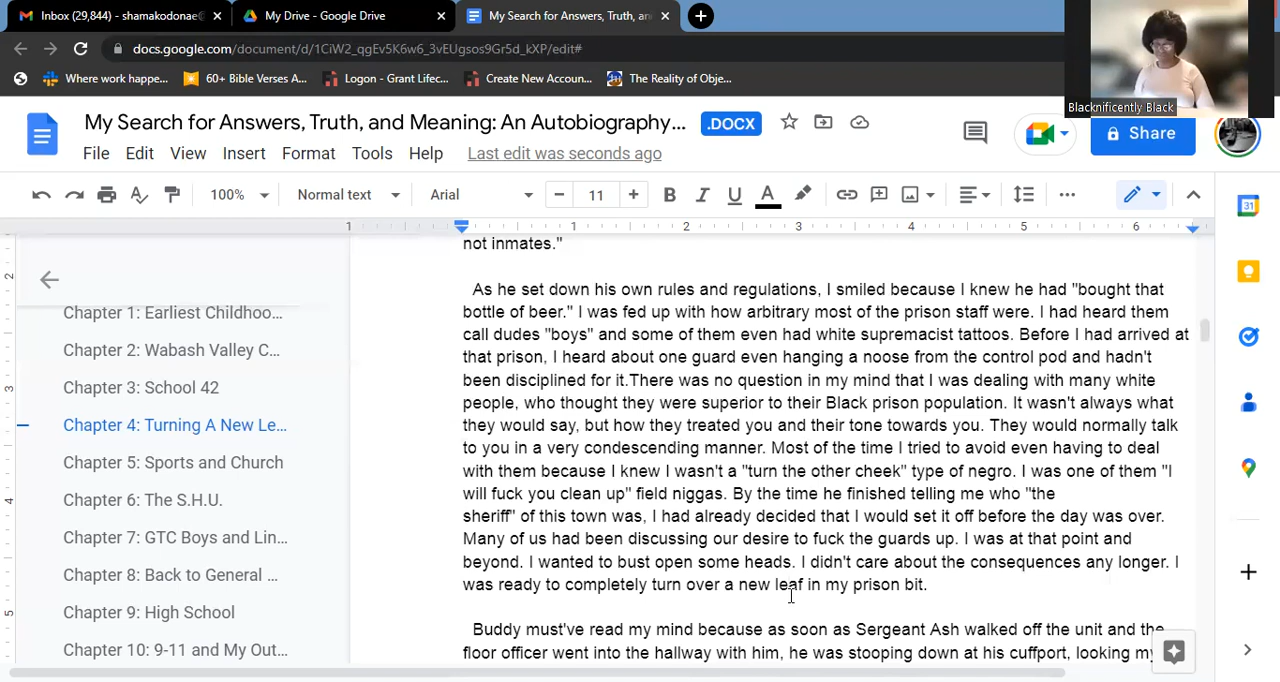 Inbox (29,844) - shamakodonae@
My Drive - Google Drive
My Search for Answers, Truth, an
docs.google.com/document/d/1CiW2_qgEv5K6w6_3vEUgsos9Gr5d_kXP/edit#
Where work happe...
60+ Bible Verses A...
Logon - Grant Lifec...
Create New Accoun...
The Reality of Obje...
Blacknificently Black
My Search for Answers, Truth, and Meaning: An Autobiography...
.DOCX
Share
File Edit View Insert Format Tools Help Last edit was seconds ago
100% Normal text Arial 11 B I U A
1 1 2 3 4 5 6
2
3
4
5
Chapter 1: Earliest Childhoo...
Chapter 2: Wabash Valley C...
Chapter 3: School 42
Chapter 4: Turning A New Le...
Chapter 5: Sports and Church
Chapter 6: The S.H.U.
Chapter 7: GTC Boys and Lin...
Chapter 8: Back to General ...
Chapter 9: High School
Chapter 10: 9-11 and My Out...
not inmates."
As he set down his own rules and regulations, I smiled because I knew he had "bought that
bottle of beer." I was fed up with how arbitrary most of the prison staff were. I had heard them
call dudes "boys" and some of them even had white supremacist tattoos. Before I had arrived at
that prison, I heard about one guard even hanging a noose from the control pod and hadn't
been disciplined for it.There was no question in my mind that I was dealing with many white
people, who thought they were superior to their Black prison population. It wasn't always what
they would say, but how they treated you and their tone towards you. They would normally talk
to you in a very condescending manner. Most of the time I tried to avoid even having to deal
with them because I knew I wasn't a "turn the other cheek" type of negro. I was one of them "I
will fuck you clean up" field niggas. By the time he finished telling me who "the
sheriff" of this town was, I had already decided that I would set it off before the day was over.
Many of us had been discussing our desire to fuck the guards up. I was at that point and
beyond. I wanted to bust open some heads. I didn't care about the consequences any longer. I
was ready to completely turn over a new leaf in my prison bit.
Buddy must've read my mind because as soon as Sergeant Ash walked off the unit and the
floor officer went into the hallway with him, he was stooping down at his cuffport, looking my
31